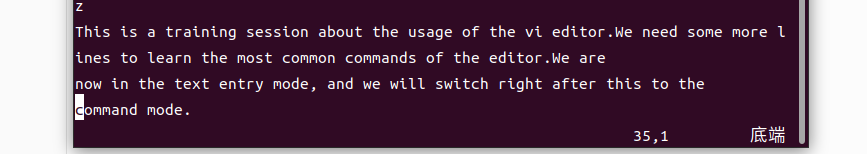 z
This is a training session about the usage of the vi editor.We need some more l
ines to learn the most common commands of the editor.We are
now in the text entry mode, and we will switch right after this to the
command mode.
35,1 底端